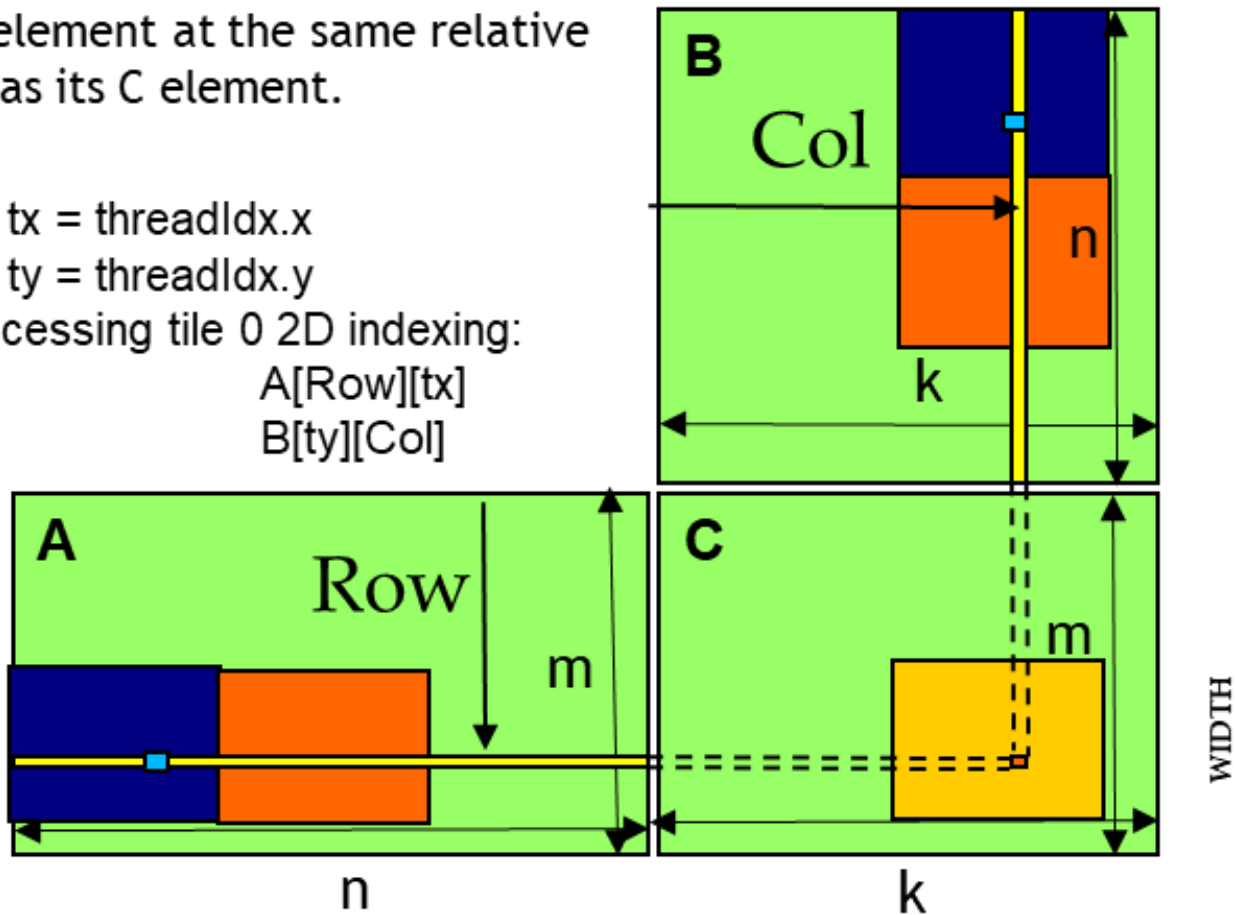 element at the same relative
as its C element.
tx = threadIdx.x
ty = threadIdx.y
cessing tile 0 2D indexing:
A[Row][tx]
B[ty][Col]
B
Col
n
k
A
Row
m
n
C
m
k
WIDTH